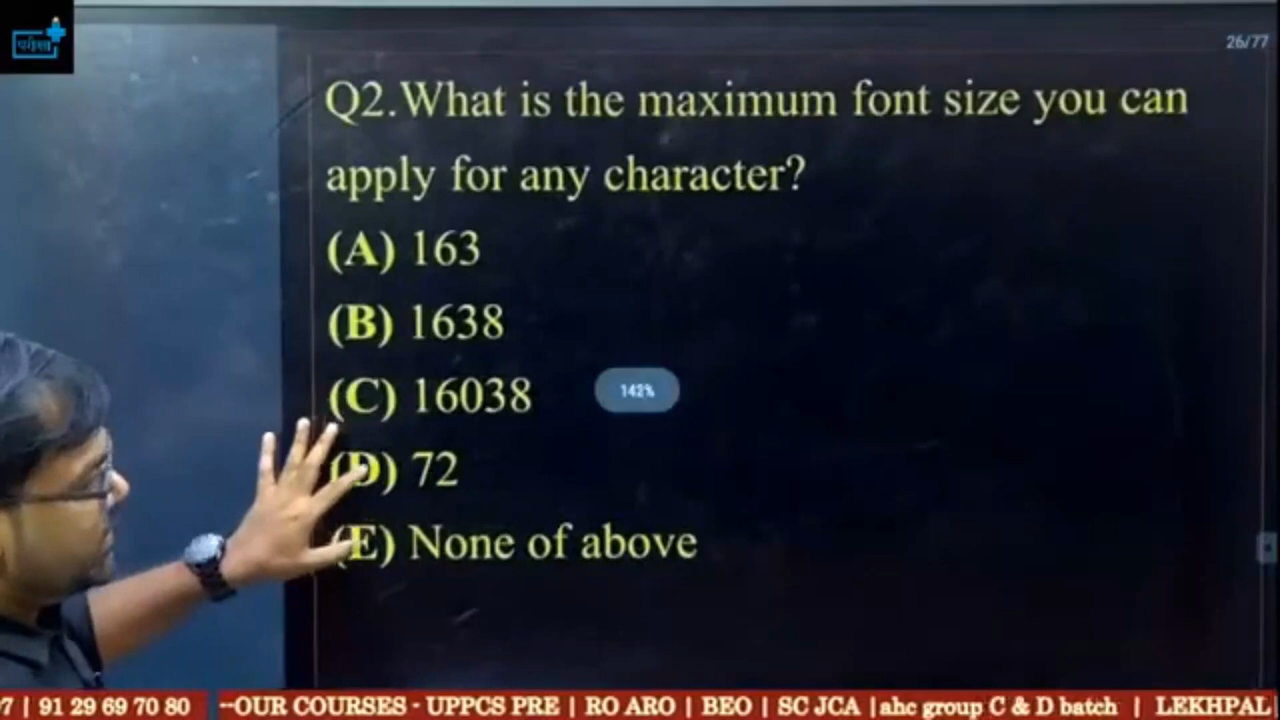 26/77
Q2.What is the maximum font size you can
apply for any character?
(A) 163
(B) 1638
(C) 16038
142%
(D) 72
(E) None of above
7 | 91 29 69 70 80 --OUR COURSES - UPPCS PRE | RO ARO | BEO | SC JCA |ahc group C & D batch | LEKHPAL